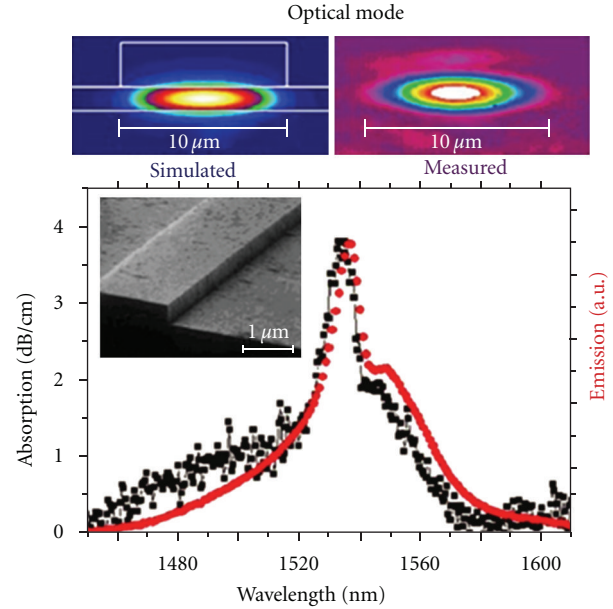 Optical mode
10 μm
10 μm
Simulated
Measured
4
3
2
1
0
1 μm
Absorption (dB/cm)
Emission (a.u.)
1480
1520
1560
1600
Wavelength (nm)